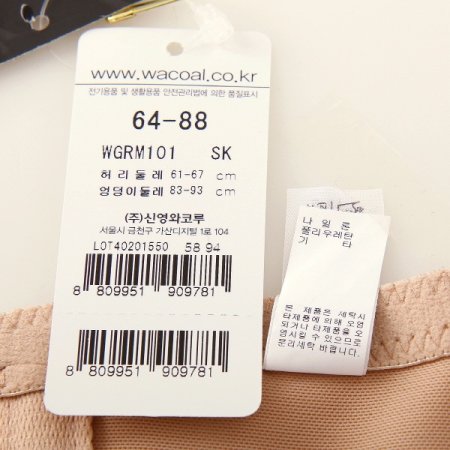 www.wacoal.co.kr
전기용품 및 생활용품 안전관리법에 의한 품질표시
64-88
WGRM101 SK
허리둘레 61-67 cm
엉덩이둘레 83-93 cm
(주)신영와코루
서울시 금천구 가산디지털 1로 104
LOT40201550 58 94
8 809951 909781
8 809951 909781
나일론
폴리우레탄
기타
본 제품은 세탁시
타제품에 의해 오염
되거나 타제품을 오
염시킬 수 있으므로
분리세탁 바랍니다.